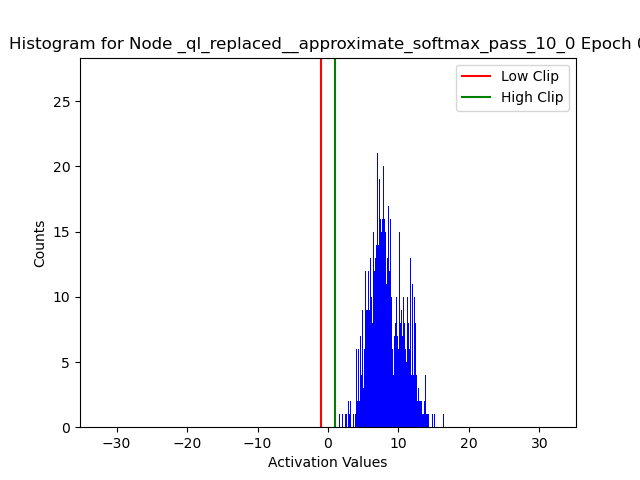 Histogram for Node _ql_replaced__approximate_softmax_pass_10_0 Epoch 0
Low Clip
High Clip
25
20
15
10
5
0
Counts
−30
−20
−10
0
10
20
30
Activation Values